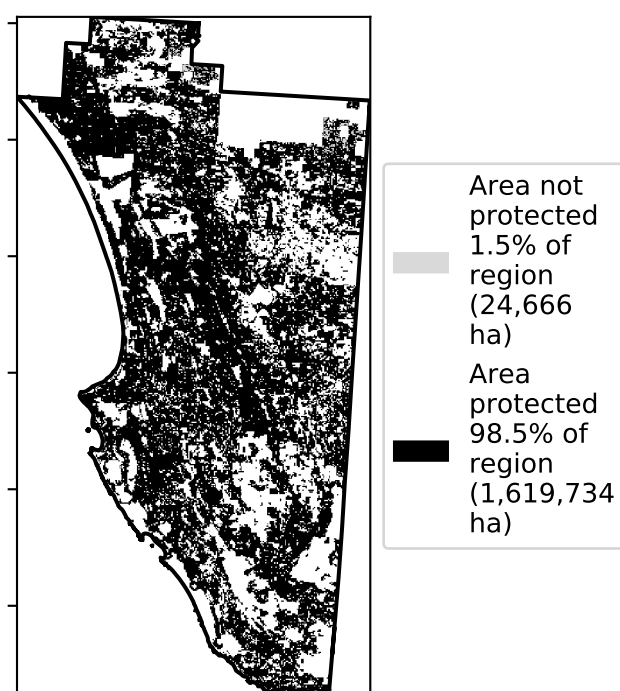 Area not
protected
1.5% of
region
(24,666
ha)
Area
protected
98.5% of
region
(1,619,734
ha)